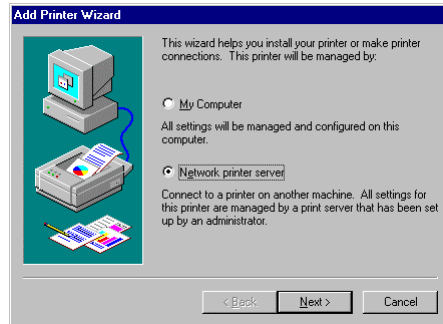 Add Printer Wizard
This wizard helps you install your printer or make printer
connections. This printer will be managed by:
My Computer
All settings will be managed and configured on this
computer.
Network printer server
Connect to a printer on another machine. All settings for
this printer are managed by a print server that has been set
up by an administrator.
< Back
Next >
Cancel